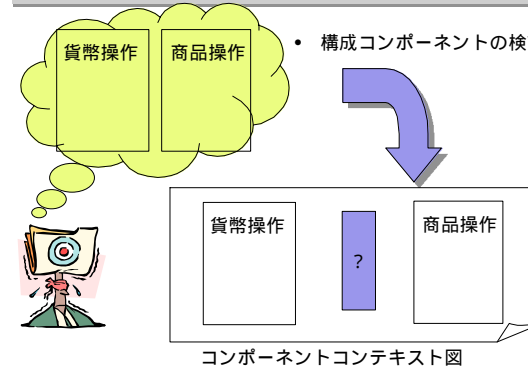 貨幣操作
商品操作
• 構成コンポーネントの検
貨幣操作
?
商品操作
コンポーネントコンテキスト図